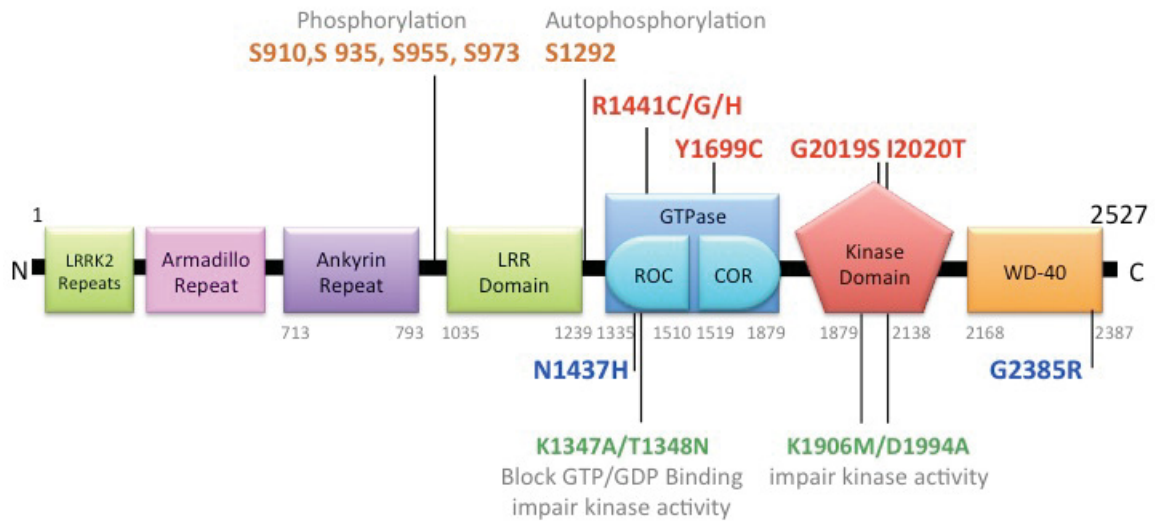 Phosphorylation
S910,S 935, S955, S973
Autophosphorylation
S1292
R1441C/G/H
Y1699C
G2019S I2020T
1
2527
N
LRRK2
Repeats
Armadillo
Repeat
Ankyrin
Repeat
LRR
Domain
GTPase
ROC
COR
Kinase
Domain
WD-40
C
713
793
1035
1239
1335
1510
1519
1879
1879
2138
2168
2387
N1437H
G2385R
K1347A/T1348N
Block GTP/GDP Binding
impair kinase activity
K1906M/D1994A
impair kinase activity